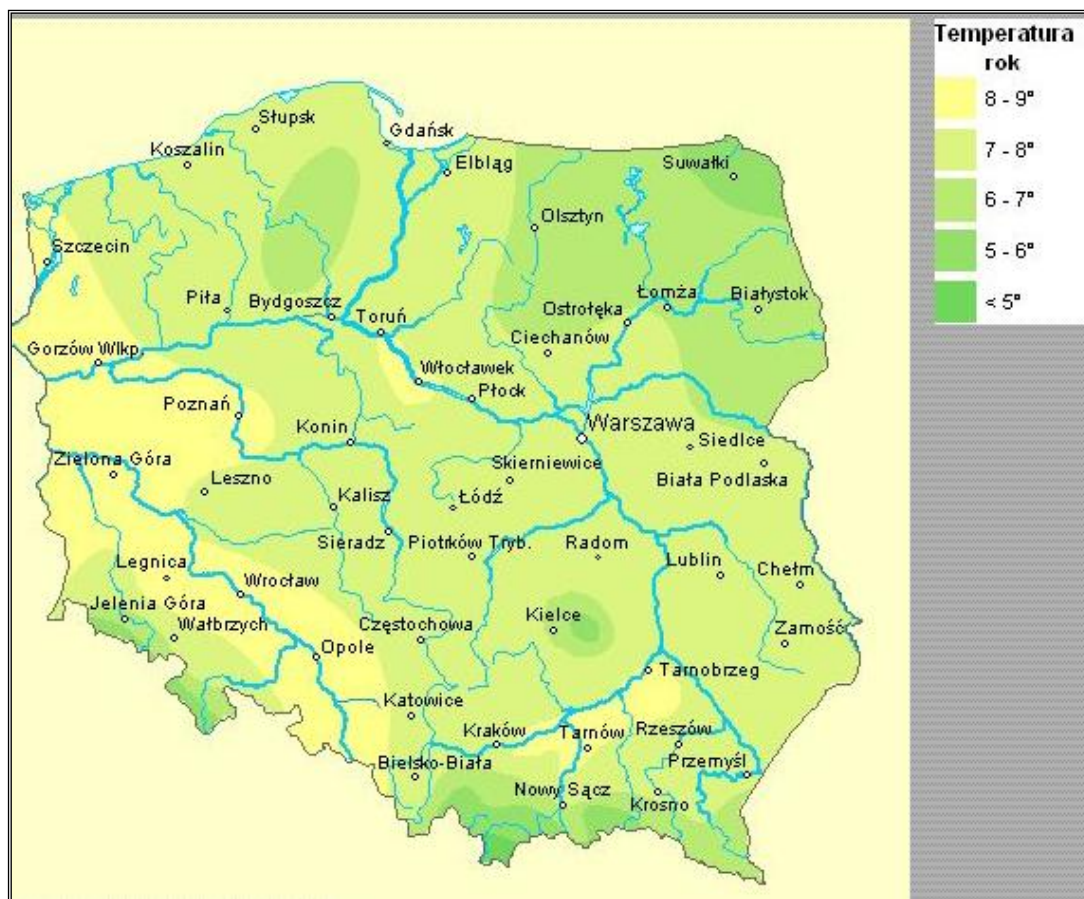 Temperatura
rok
8 - 9°
7 - 8°
6 - 7°
5 - 6°
< 5°
Słupsk
Gdańsk
Koszalin
Elbląg
Suwałki
Olsztyn
Szczecin
Piła
Bydgoszcz
Toruń
Ostrołęka
Łomża
Białystok
Ciechanów
Gorzów Wlkp.
Włocławek
Płock
Poznań
Konin
Warszawa
Siedlce
Zielona Góra
Leszno
Skierniewice
Biała Podlaska
Kalisz
Łódź
Sieradz
Piotrków Tryb.
Radom
Lublin
Chełm
Legnica
Wrocław
Jelenia Góra
Wałbrzych
Częstochowa
Kielce
Zamość
Opole
Tarnobrzeg
Katowice
Kraków
Tarnów
Rzeszów
Bielsko-Biała
Przemyśl
Nowy Sącz
Krosno